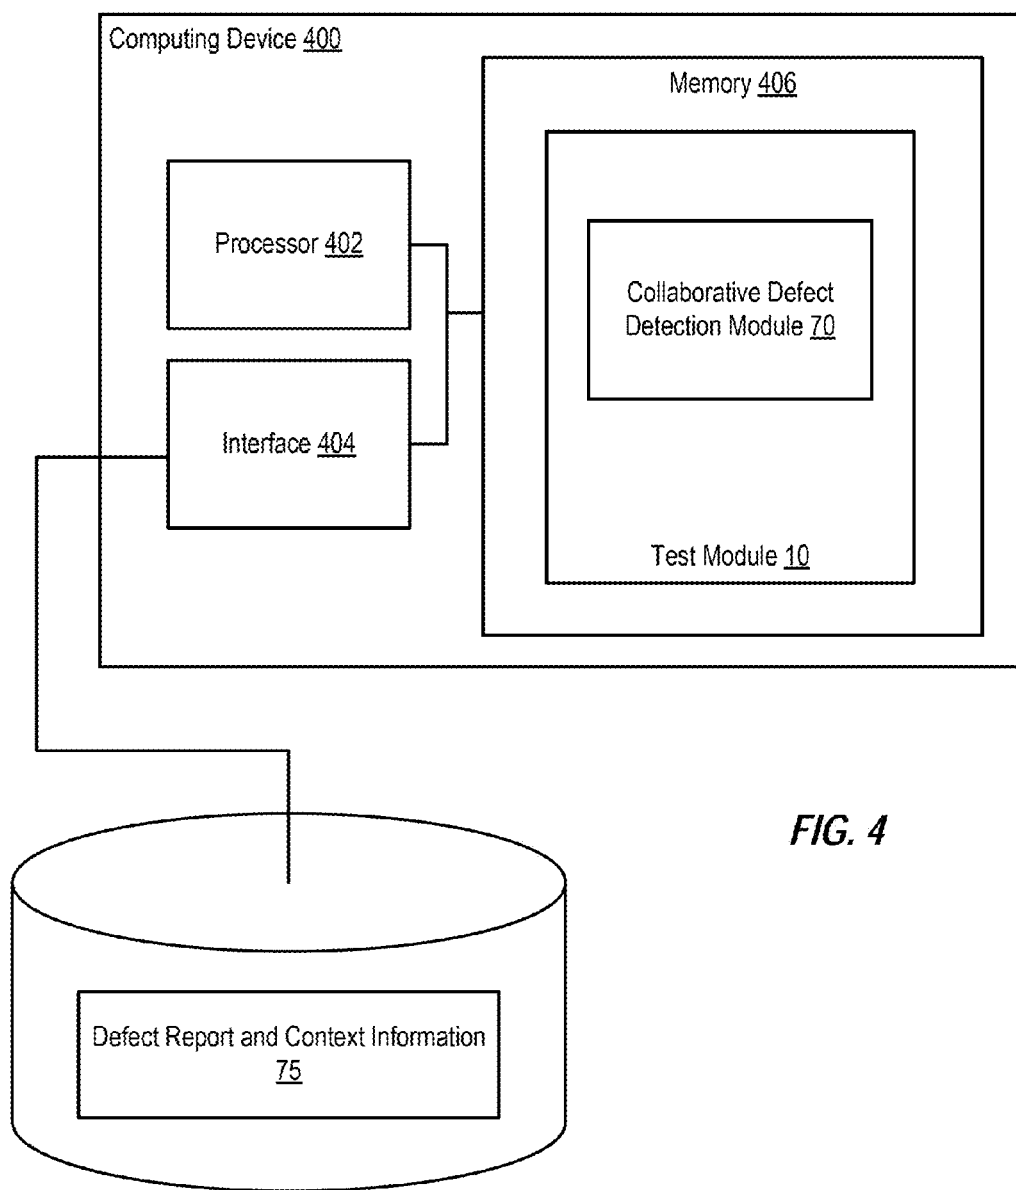 Computing Device 400
Memory 406
Processor 402
Collaborative Defect
Detection Module 70
Interface 404
Test Module 10
FIG. 4
Defect Report and Context Information
75